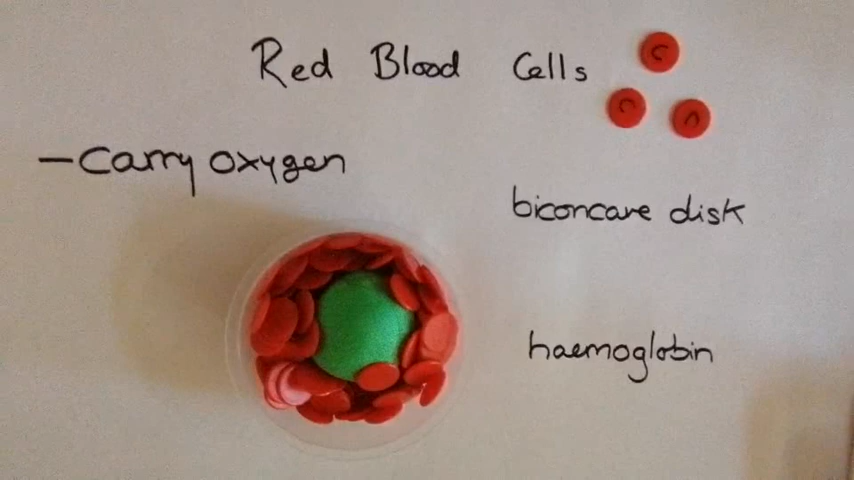 Red Blood Cells
- Carry oxygen
biconcave disk
haemoglobin